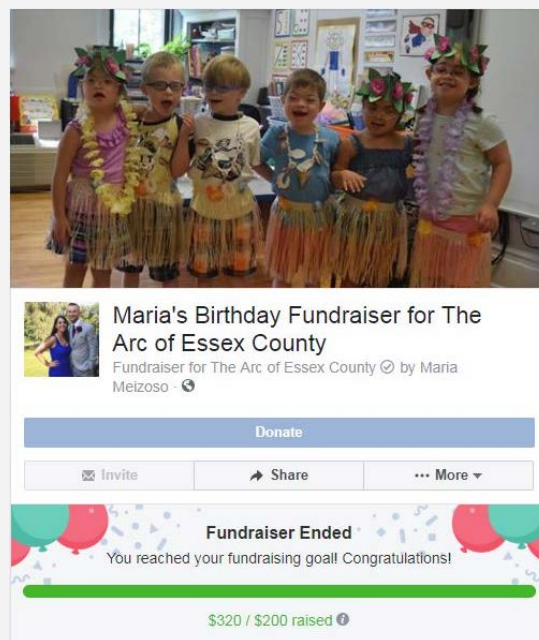 Maria's Birthday Fundraiser for The
Arc of Essex County
Fundraiser for The Arc of Essex County by Maria
Meizoso ·
Donate
Invite
Share
··· More
Fundraiser Ended
You reached your fundraising goal! Congratulations!
$320 / $200 raised